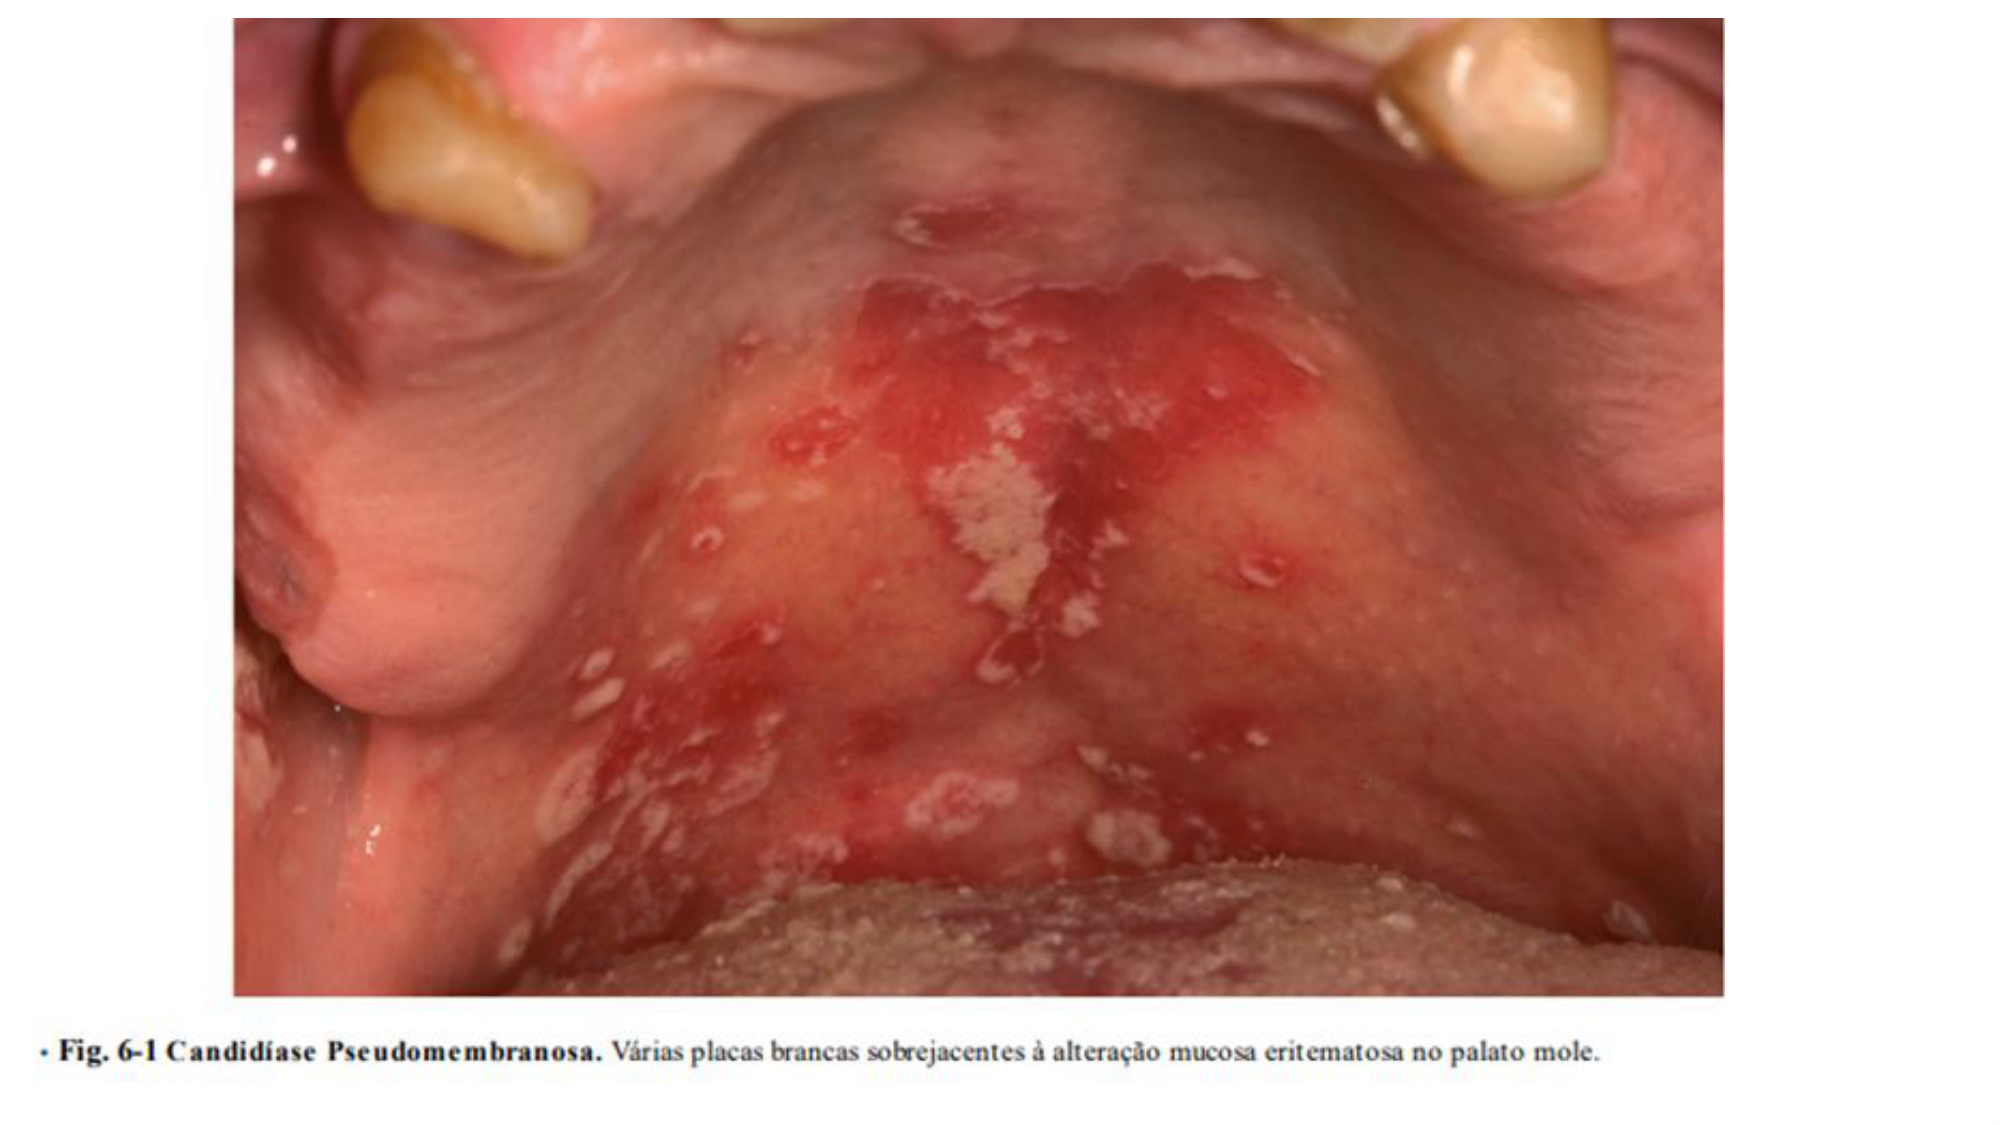 • Fig. 6-1 Candidíase Pseudomembranosa. Várias placas brancas sobrejacentes à alteração mucosa eritematosa no palato mole.